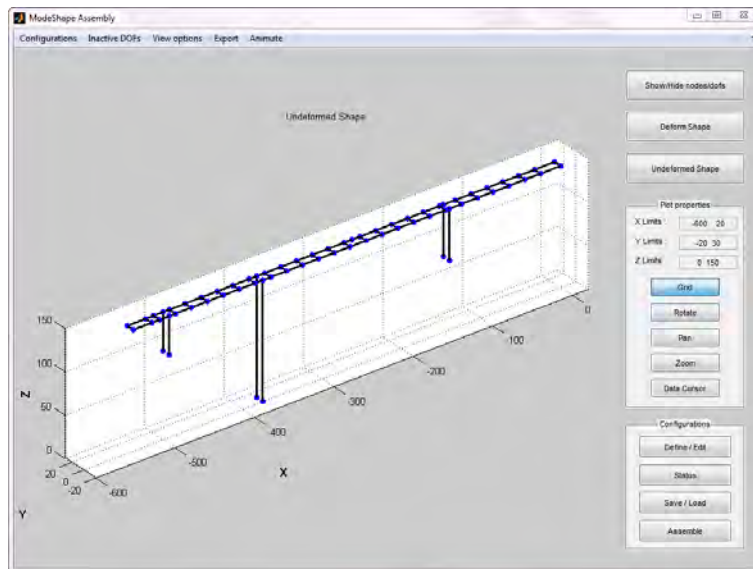 ModeShape Assembly
Configurations Inactive DOFs View options Export Animate
Undeformed Shape
Show/Hide nodes/dofs
Deform Shape
Undeformed Shape
Plot properties
X Limits -600 20
Y Limits -20 30
Z Limits 0 150
Grid
Rotate
Pan
Zoom
Data Cursor
Configurations
Define / Edit
Status
Save / Load
Assemble
150
100
50
0
Z
20
0
-20
Y
-600
-500
-400
-300
-200
-100
0
X